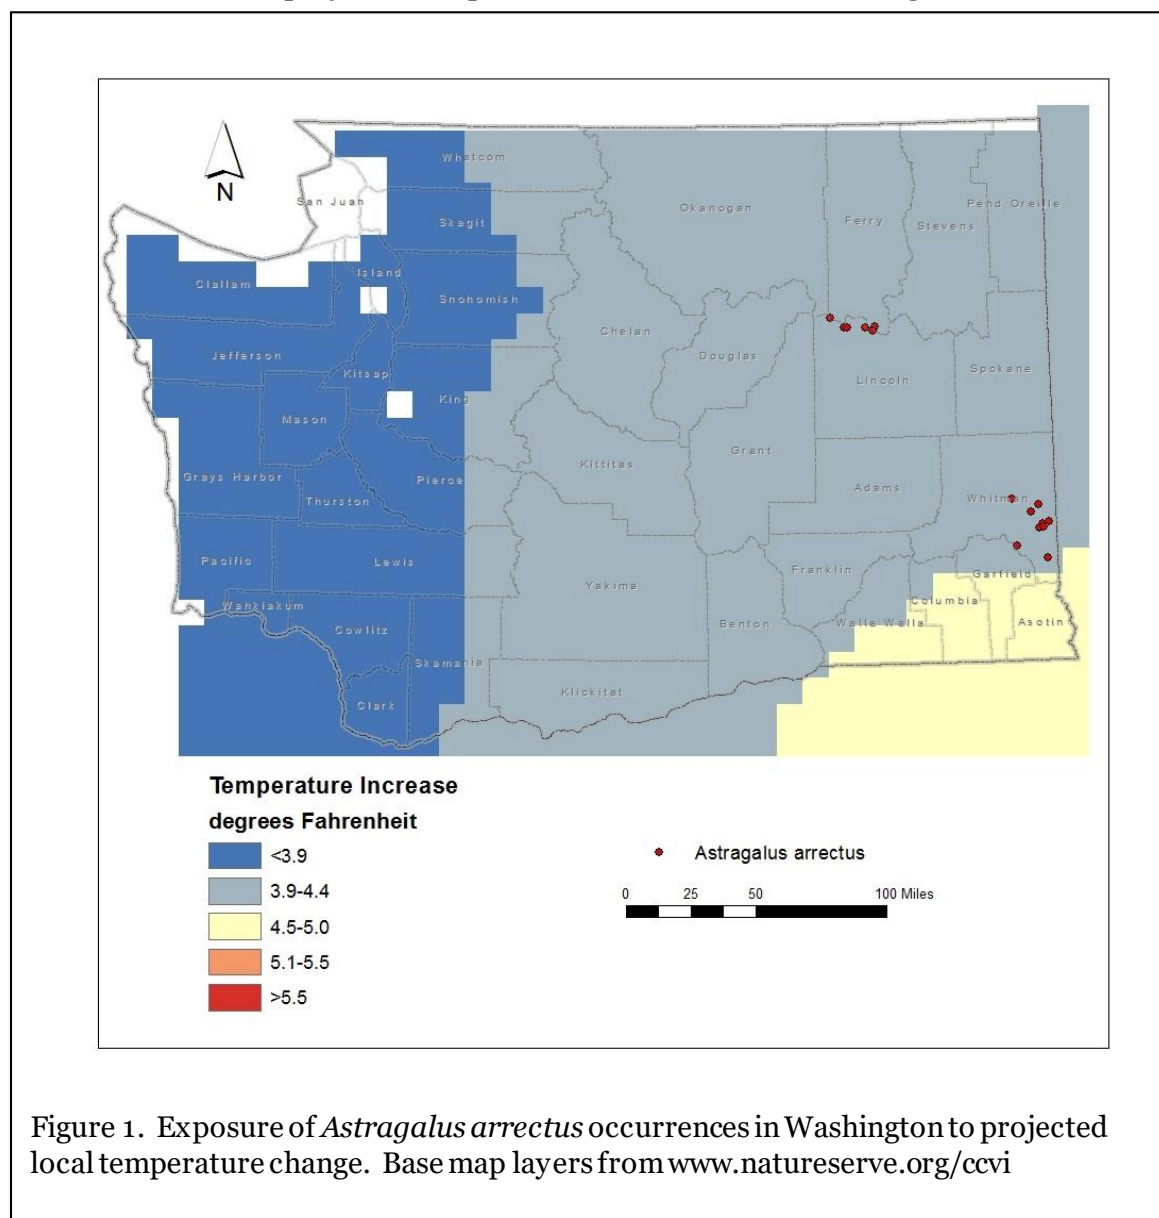 N
Whatcom
San Juan
Okanogan
Pend Oreille
Skagit
Ferry
Stevens
Island
Clallam
Snohomish
Chelan
Douglas
Jefferson
Kitsap
Spokane
Lincoln
King
Mason
Grant
Kittitas
Grays Harbor
Pierce
Adams
Whitman
Thurston
Pacific
Lewis
Franklin
Garfield
Yakima
Columbia
Wahkiakum
Cowlitz
Benton
Walla Walla
Asotin
Skamania
Klickitat
Clark
Temperature Increase
degrees Fahrenheit
<3.9
3.9-4.4
4.5-5.0
5.1-5.5
>5.5
Astragalus arrectus
0 25 50 100 Miles
Figure 1. Exposure of Astragalus arrectus occurrences in Washington to projected
local temperature change. Base map layers from www.natureserve.org/ccvi